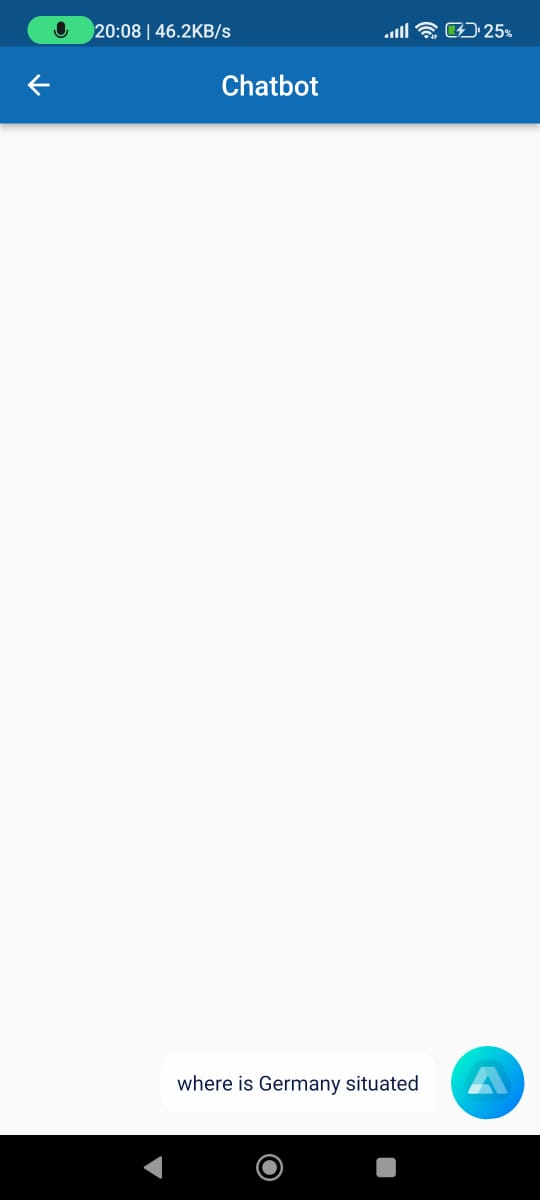 20:08 | 46.2KB/s 25%
Chatbot
where is Germany situated